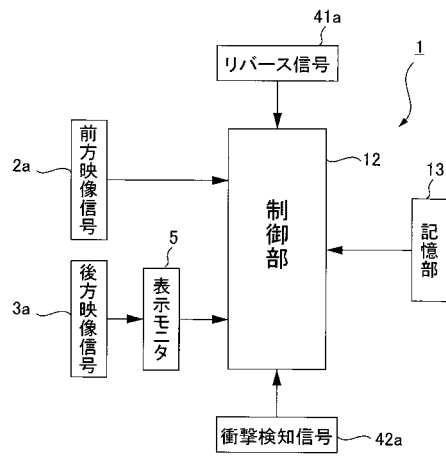 41a
リバース信号
1
前方映像信号
2a
12
制御部
13
記憶部
後方映像信号
3a
5
表示モニタ
衝撃検知信号
42a